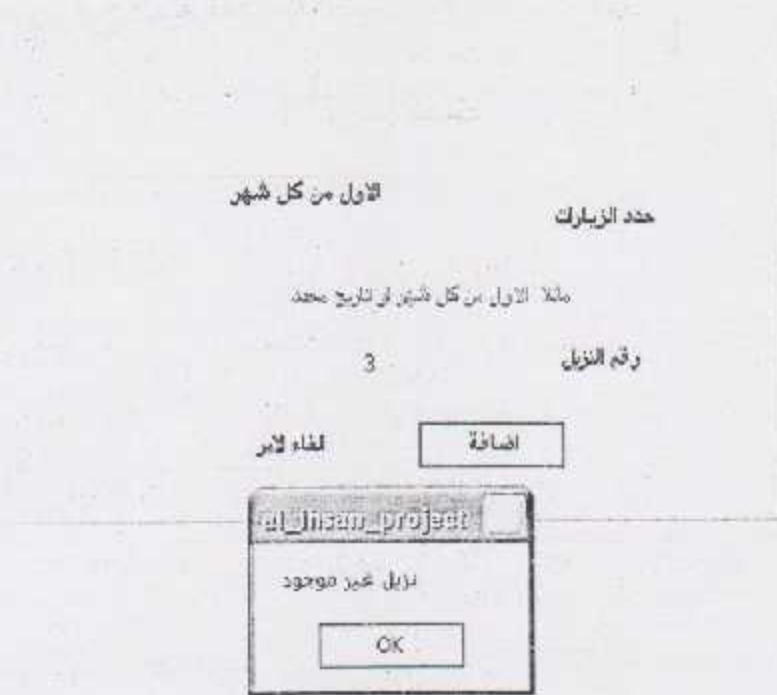 الاول من كل شهر
حدد الزيارات
مثلا الاول من كل شهر او تاريخ محدد
رقم النزيل
3
اضافة
الغاء الامر
al_Insan_project
نزيل غير موجود
OK